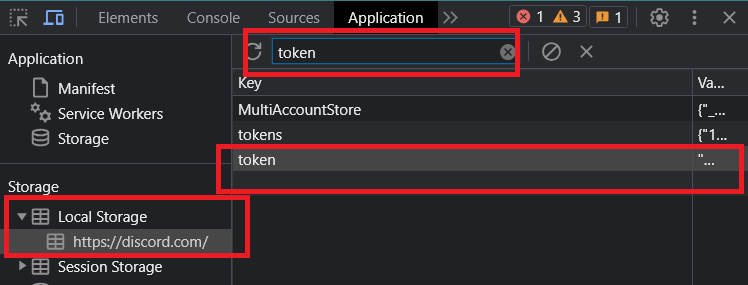 Elements Console Sources Application 1 3 1
Application
Manifest
Service Workers
Storage
Storage
Local Storage
https://discord.com/
Session Storage
token
Key Va...
MultiAccountStore {"_...
tokens {"1...
token "...